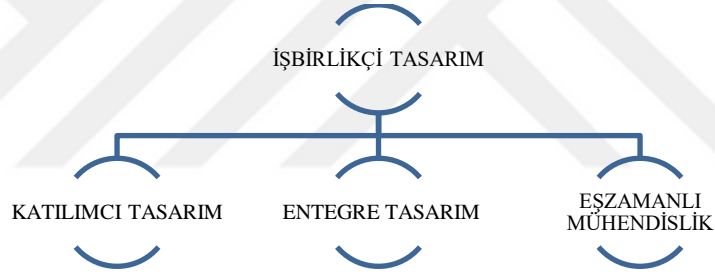 İŞBİRLİKÇİ TASARIM
KATILIMCI TASARIM
ENTEGRE TASARIM
EŞZAMANLI
MÜHENDİSLİK